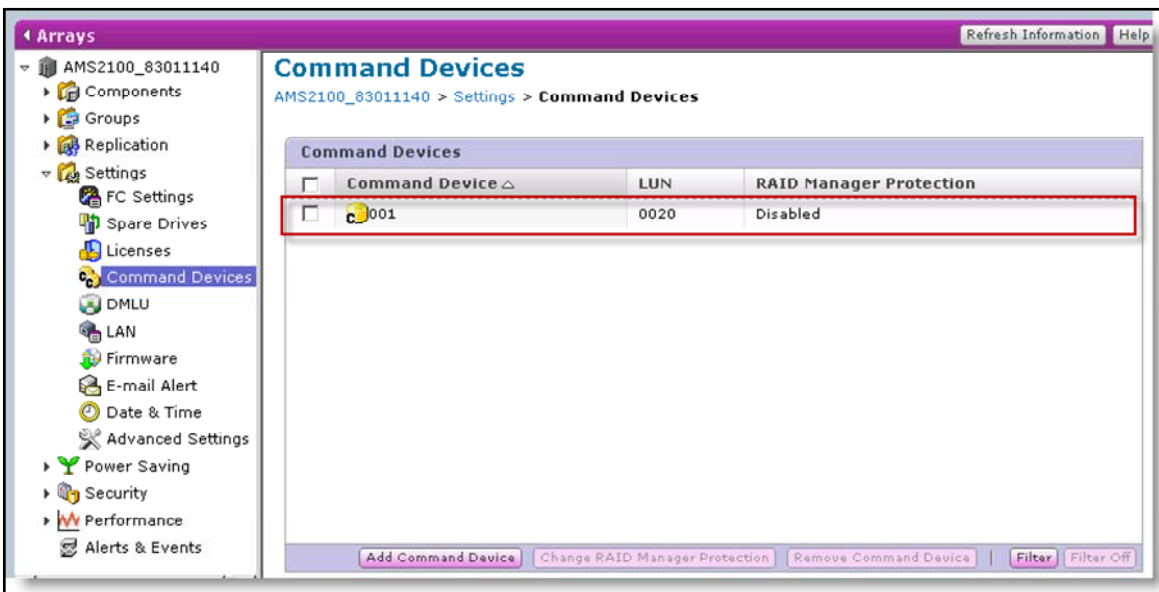 Arrays
Refresh Information Help
AMS2100_83011140
Components
Groups
Replication
Settings
FC Settings
Spare Drives
Licenses
Command Devices
DMLU
LAN
Firmware
E-mail Alert
Date & Time
Advanced Settings
Power Saving
Security
Performance
Alerts & Events
Command Devices
AMS2100_83011140 > Settings > Command Devices
Command Devices
Command Device LUN RAID Manager Protection
001 0020 Disabled
Add Command Device Change RAID Manager Protection Remove Command Device | Filter Filter Off